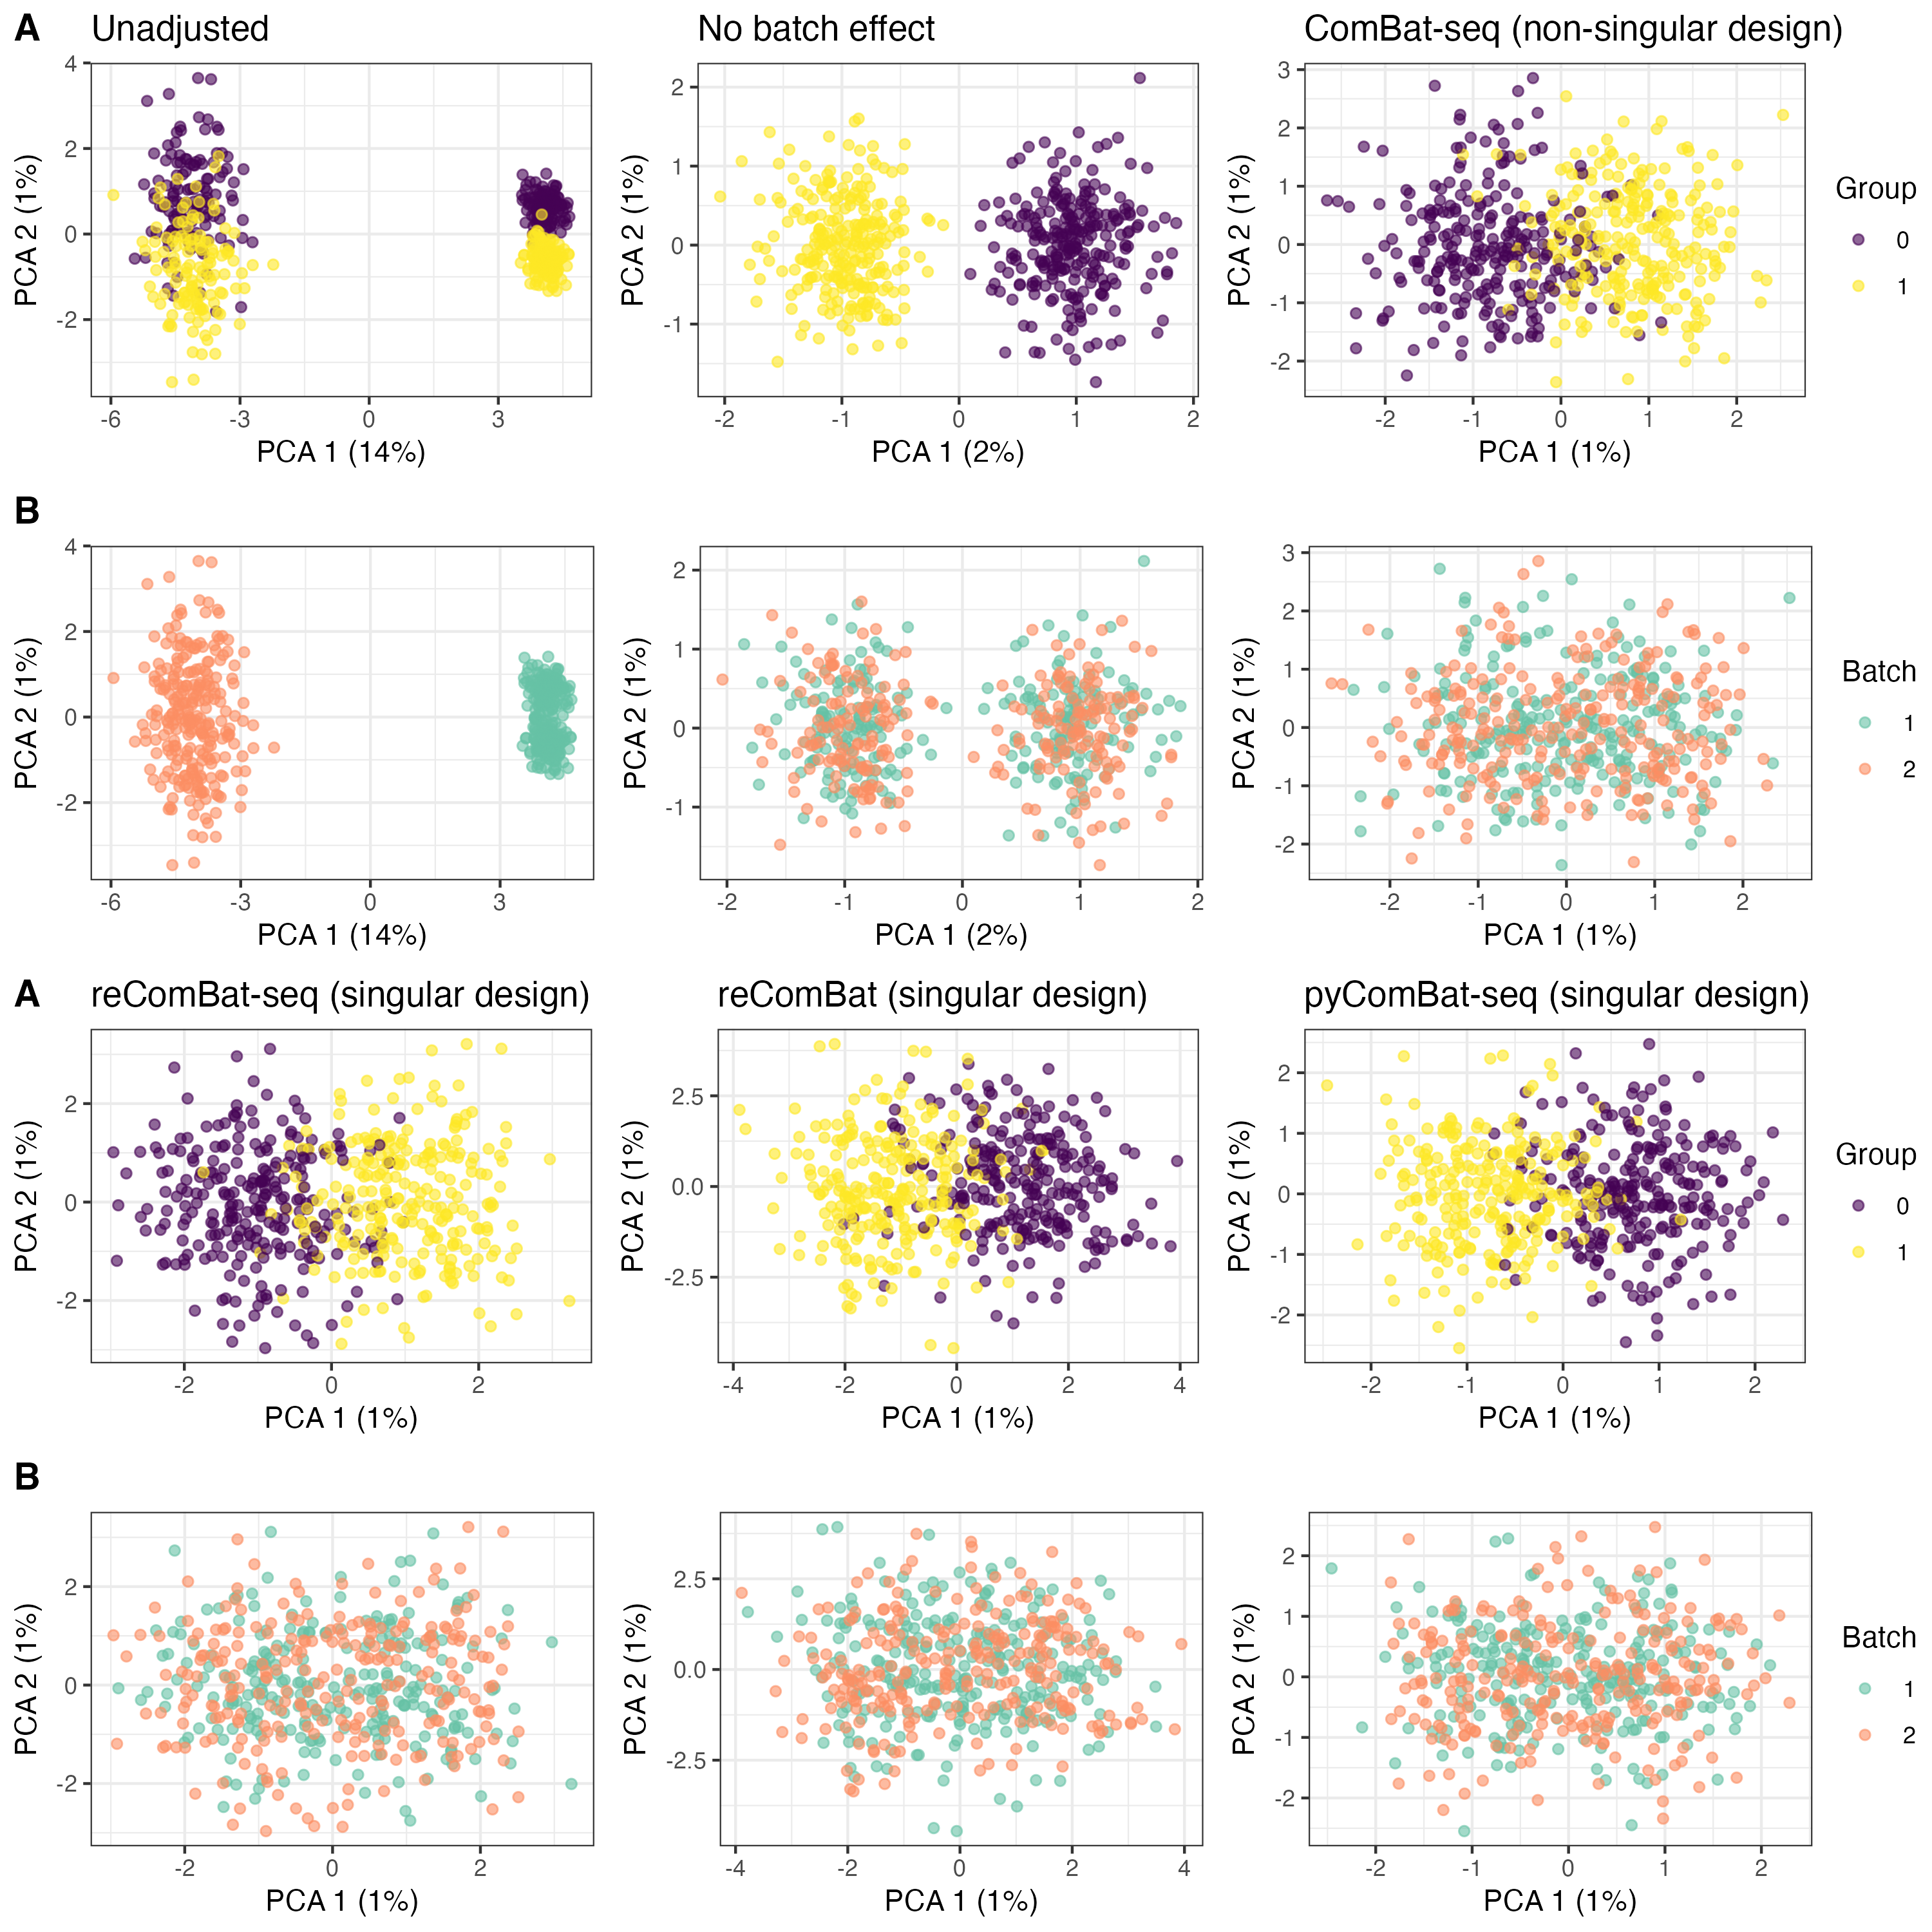 A
Unadjusted
No batch effect
ComBat-seq (non-singular design)
4
2
0
-2
PCA 2 (1%)
-6
-3
0
3
PCA 1 (14%)
2
1
0
-1
PCA 2 (1%)
-2
-1
0
1
2
PCA 1 (2%)
3
2
1
0
-1
-2
PCA 2 (1%)
-2
-1
0
1
2
PCA 1 (1%)
Group
0
1
B
4
2
0
-2
PCA 2 (1%)
-6
-3
0
3
PCA 1 (14%)
2
1
0
-1
PCA 2 (1%)
-2
-1
0
1
2
PCA 1 (2%)
3
2
1
0
-1
-2
PCA 2 (1%)
-2
-1
0
1
2
PCA 1 (1%)
Batch
1
2
A
reComBat-seq (singular design)
reComBat (singular design)
pyComBat-seq (singular design)
2
0
-2
PCA 2 (1%)
-2
0
2
PCA 1 (1%)
2.5
0.0
-2.5
PCA 2 (1%)
-4
-2
0
2
4
PCA 1 (1%)
2
1
0
-1
-2
PCA 2 (1%)
-2
-1
0
1
2
PCA 1 (1%)
Group
0
1
B
2
0
-2
PCA 2 (1%)
-2
0
2
PCA 1 (1%)
2.5
0.0
-2.5
PCA 2 (1%)
-4
-2
0
2
4
PCA 1 (1%)
2
1
0
-1
-2
PCA 2 (1%)
-2
-1
0
1
2
PCA 1 (1%)
Batch
1
2